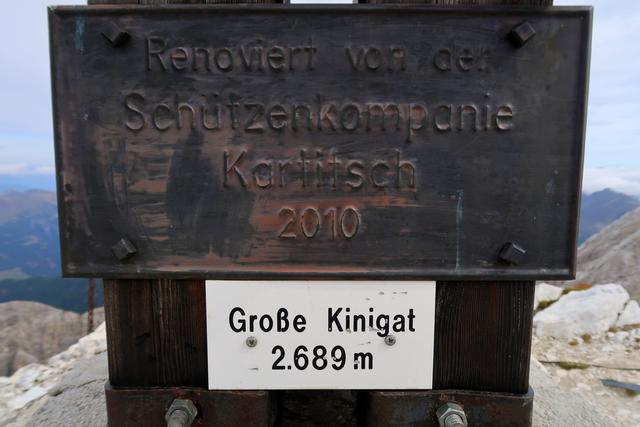 Renoviert von der
Schützenkompanie
Kartitsch
2010
Große Kinigat
2.689 m